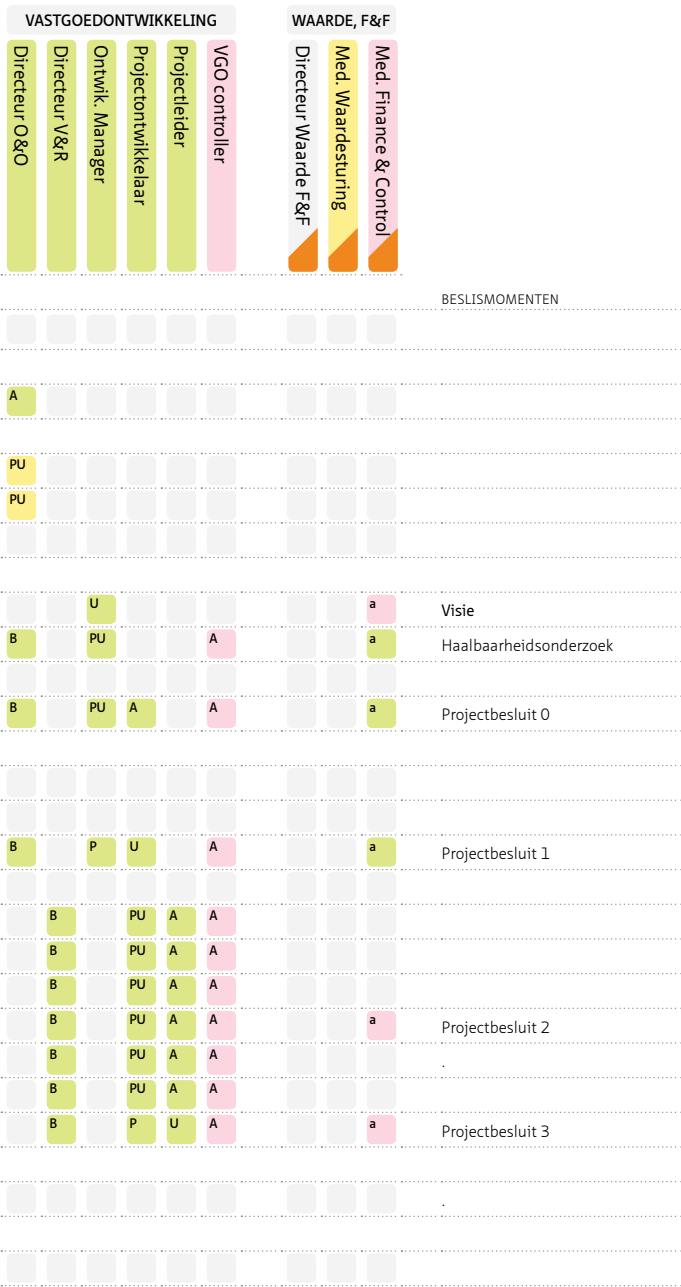 VASTGOEDONTWIKKELING WAARDE, F&F
Directeur O&O
Directeur V&R
Ontwik. Manager
Projectontwikkelaar
Projectleider
VGO controller
Directeur Waarde F&F
Med. Waardesturing
Med. Finance & Control
BESLISMOMENTEN
A
PU
PU
U a Visie
B PU A a Haalbaarheidsonderzoek
B PU A A a Projectbesluit 0
B P U A a Projectbesluit 1
B PU A A
B PU A A
B PU A A
B PU A A a Projectbesluit 2
B PU A A .
B PU A A
B P U A a Projectbesluit 3
.